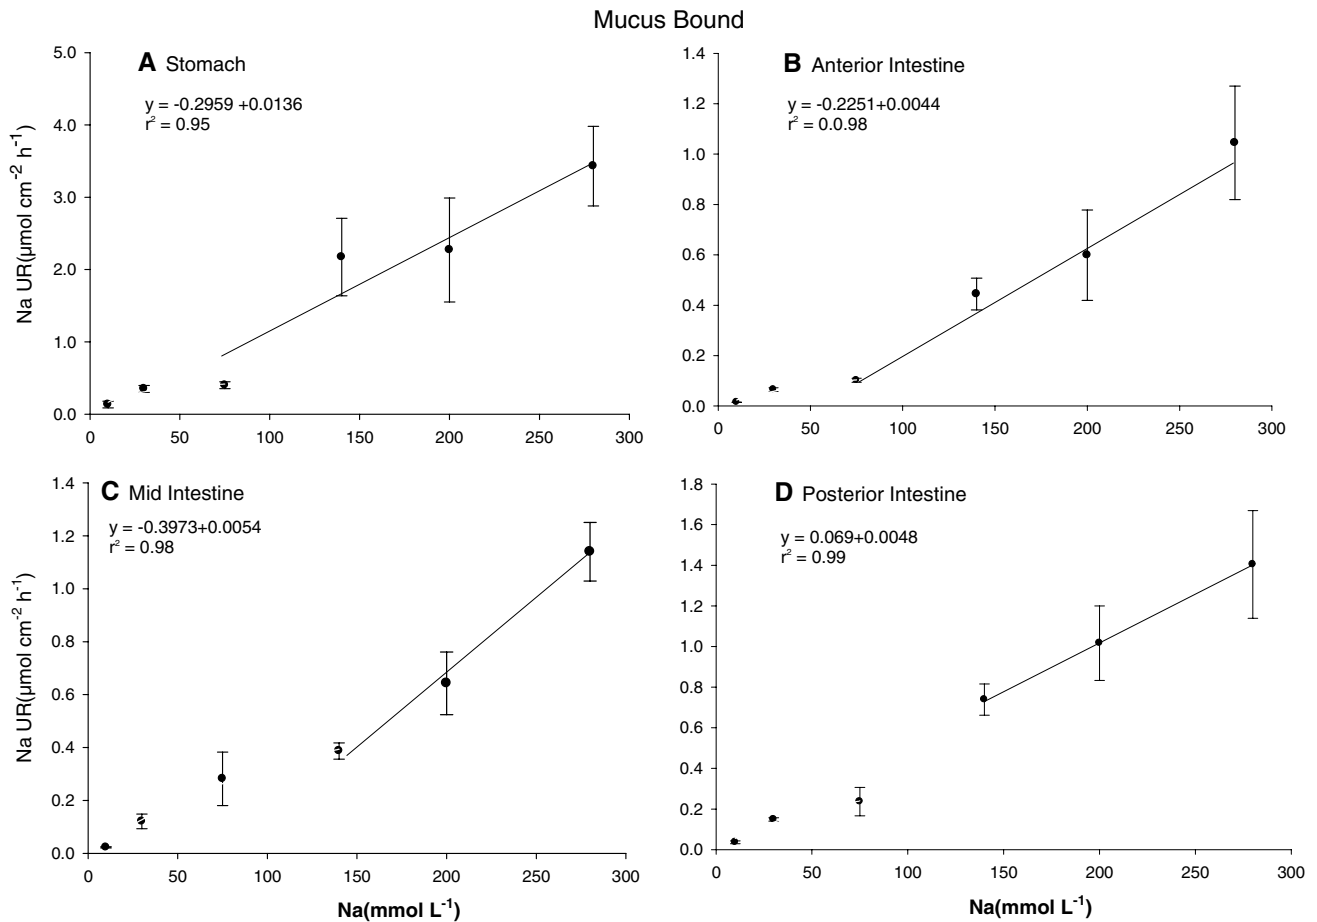 Mucus Bound
A Stomach
y = -0.2959 +0.0136
r² = 0.95
Na UR(µmol cm⁻² h⁻¹)
5.0
4.0
3.0
2.0
1.0
0.0
0 50 100 150 200 250 300
B Anterior Intestine
y = -0.2251+0.0044
r² = 0.0.98
1.4
1.2
1.0
0.8
0.6
0.4
0.2
0.0
0 50 100 150 200 250 300
C Mid Intestine
y = -0.3973+0.0054
r² = 0.98
Na UR(µmol cm⁻² h⁻¹)
1.4
1.2
1.0
0.8
0.6
0.4
0.2
0.0
0 50 100 150 200 250 300
Na(mmol L⁻¹)
D Posterior Intestine
y = 0.069+0.0048
r² = 0.99
1.8
1.6
1.4
1.2
1.0
0.8
0.6
0.4
0.2
0.0
0 50 100 150 200 250 300
Na(mmol L⁻¹)